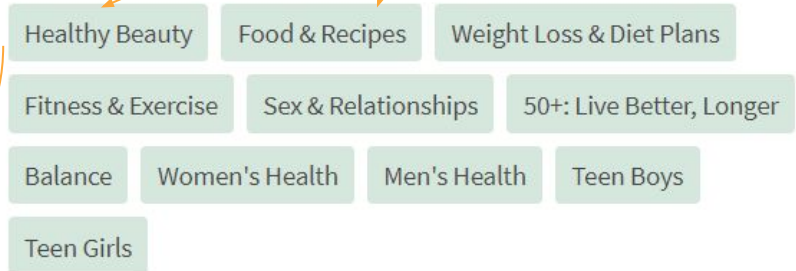 Healthy Beauty Food & Recipes Weight Loss & Diet Plans
Fitness & Exercise Sex & Relationships 50+: Live Better, Longer
Balance Women's Health Men's Health Teen Boys
Teen Girls